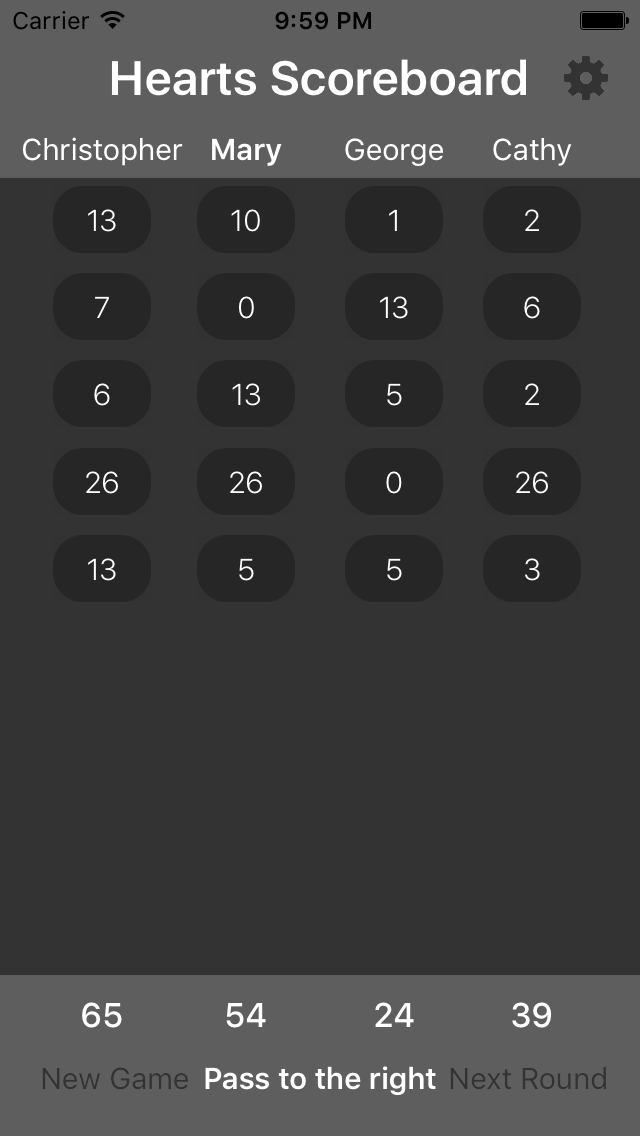 Carrier 9:59 PM
Hearts Scoreboard
Christopher Mary George Cathy
13 10 1 2
7 0 13 6
6 13 5 2
26 26 0 26
13 5 5 3
65 54 24 39
New Game Pass to the right Next Round